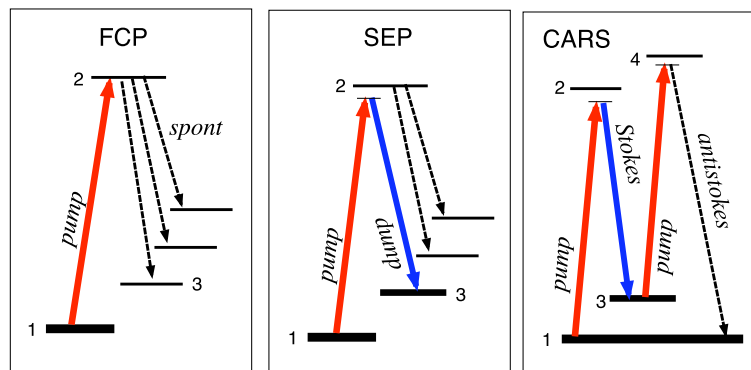 FCP
2
spont
pump
3
1
SEP
2
pump
dump
3
1
CARS
4
2
Stokes
antistokes
pump
pump
3
1